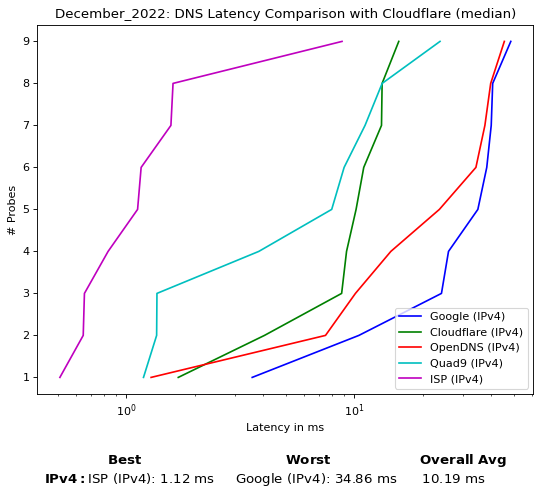 December_2022: DNS Latency Comparison with Cloudflare (median)
9
8
7
6
5
4
3
2
1
# Probes
Google (IPv4)
Cloudflare (IPv4)
OpenDNS (IPv4)
Quad9 (IPv4)
ISP (IPv4)
10⁰ 10¹
Latency in ms
Best Worst Overall Avg
IPv4: ISP (IPv4): 1.12 ms Google (IPv4): 34.86 ms 10.19 ms